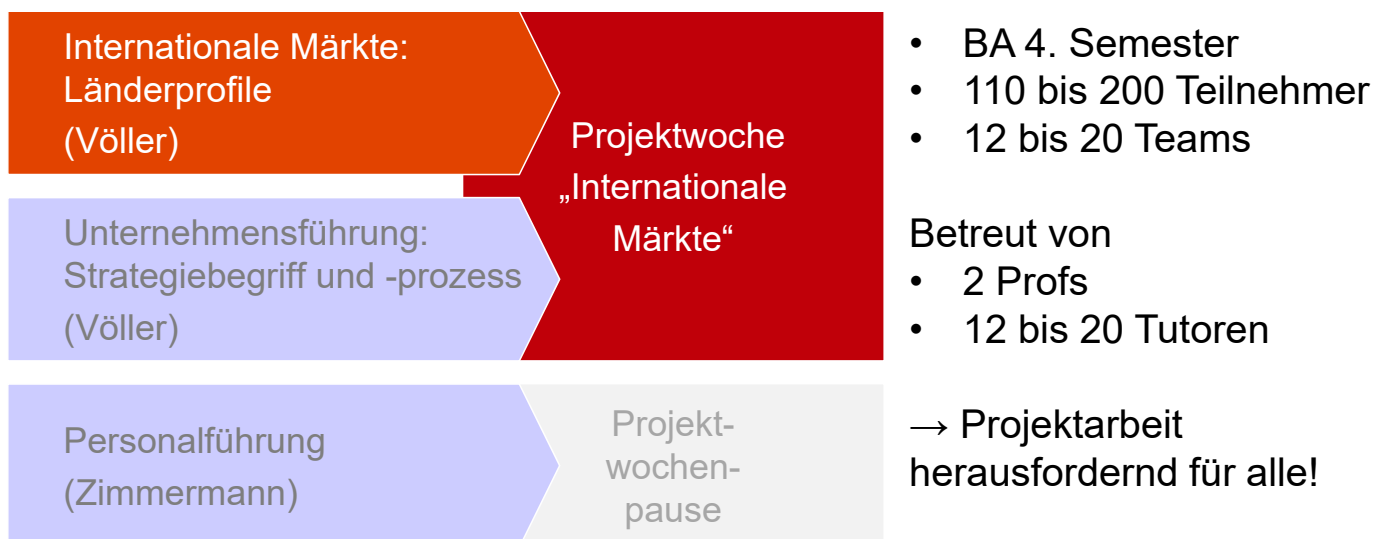 Internationale Märkte:
Länderprofile
(Völler)
Unternehmensführung:
Strategiebegriff und -prozess
(Völler)
Personalführung
(Zimmermann)
Projektwoche
„Internationale
Märkte“
Projekt-
wochen-
pause
• BA 4. Semester
• 110 bis 200 Teilnehmer
• 12 bis 20 Teams
Betreut von
• 2 Profs
• 12 bis 20 Tutoren
→ Projektarbeit
herausfordernd für alle!